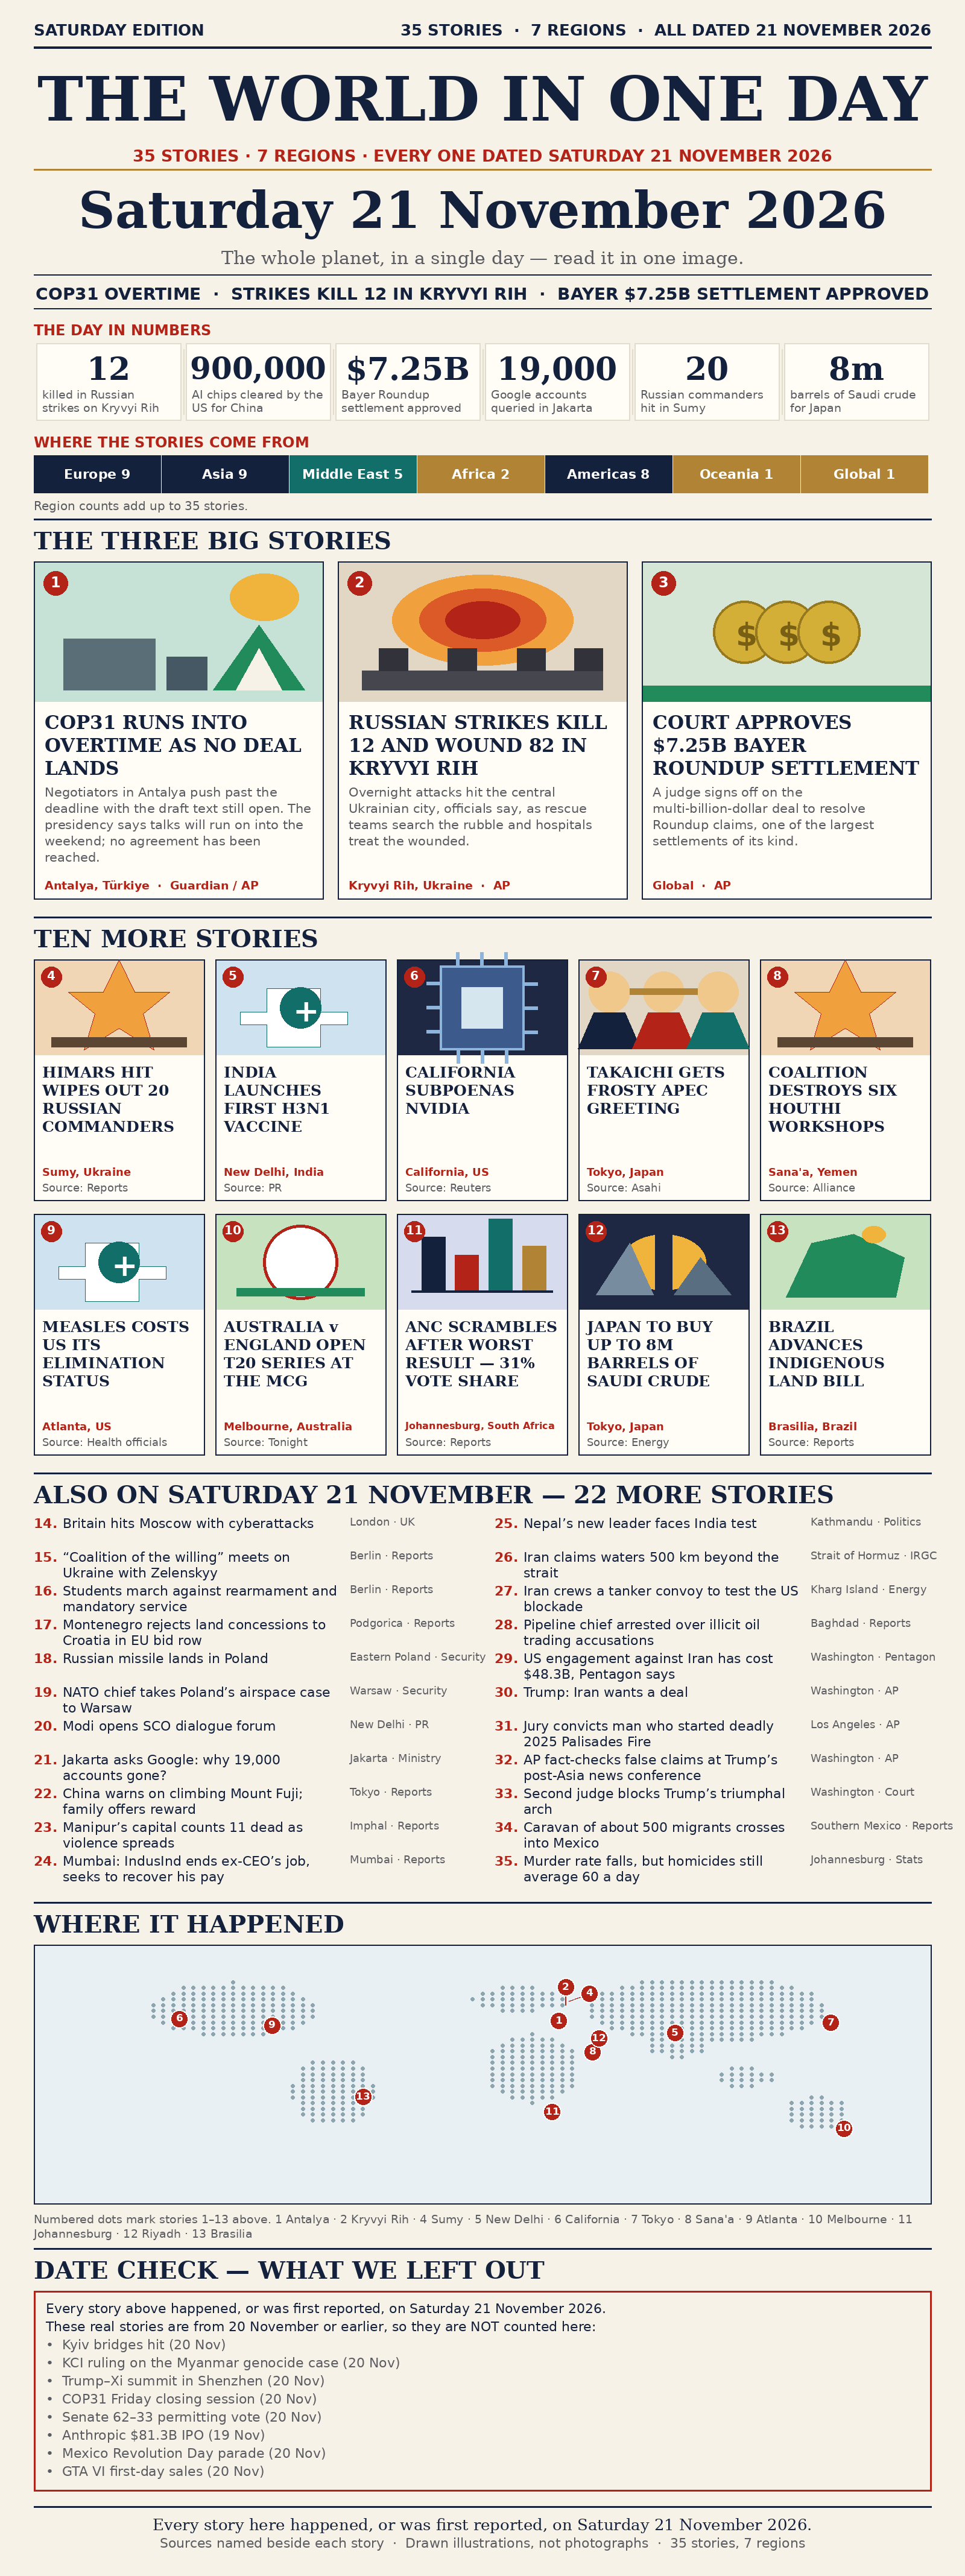 SATURDAY EDITION
35 STORIES · 7 REGIONS · ALL DATED 21 NOVEMBER 2026
THE WORLD IN ONE DAY
35 STORIES · 7 REGIONS · EVERY ONE DATED SATURDAY 21 NOVEMBER 2026
Saturday 21 November 2026
The whole planet, in a single day — read it in one image.
COP31 OVERTIME · STRIKES KILL 12 IN KRYVYI RIH · BAYER $7.25B SETTLEMENT APPROVED
THE DAY IN NUMBERS
12
killed in Russian
strikes on Kryvyi Rih
900,000
AI chips cleared by the
US for China
$7.25B
Bayer Roundup
settlement approved
19,000
Google accounts
queried in Jakarta
20
Russian commanders
hit in Sumy
8m
barrels of Saudi crude
for Japan
WHERE THE STORIES COME FROM
Europe 9
Asia 9
Middle East 5
Africa 2
Americas 8
Oceania 1
Global 1
Region counts add up to 35 stories.
THE THREE BIG STORIES
1
COP31 RUNS INTO
OVERTIME AS NO DEAL
LANDS
Negotiators in Antalya push past the
deadline with the draft text still open. The
presidency says talks will run on into the
weekend; no agreement has been
reached.
Antalya, Türkiye · Guardian / AP
2
RUSSIAN STRIKES KILL
12 AND WOUND 82 IN
KRYVYI RIH
Overnight attacks hit the central
Ukrainian city, officials say, as rescue
teams search the rubble and hospitals
treat the wounded.
Kryvyi Rih, Ukraine · AP
3
$ $ $
COURT APPROVES
$7.25B BAYER
ROUNDUP SETTLEMENT
A judge signs off on the
multi-billion-dollar deal to resolve
Roundup claims, one of the largest
settlements of its kind.
Global · AP
TEN MORE STORIES
4
HIMARS HIT
WIPES OUT 20
RUSSIAN
COMMANDERS
Sumy, Ukraine
Source: Reports
5
+
INDIA
LAUNCHES
FIRST H3N1
VACCINE
New Delhi, India
Source: PR
6
CALIFORNIA
SUBPOENAS
NVIDIA
California, US
Source: Reuters
7
TAKAICHI GETS
FROSTY APEC
GREETING
Tokyo, Japan
Source: Asahi
8
COALITION
DESTROYS SIX
HOUTHI
WORKSHOPS
Sana'a, Yemen
Source: Alliance
9
+
MEASLES COSTS
US ITS
ELIMINATION
STATUS
Atlanta, US
Source: Health officials
10
AUSTRALIA v
ENGLAND OPEN
T20 SERIES AT
THE MCG
Melbourne, Australia
Source: Tonight
11
ANC SCRAMBLES
AFTER WORST
RESULT — 31%
VOTE SHARE
Johannesburg, South Africa
Source: Reports
12
JAPAN TO BUY
UP TO 8M
BARRELS OF
SAUDI CRUDE
Tokyo, Japan
Source: Energy
13
BRAZIL
ADVANCES
INDIGENOUS
LAND BILL
Brasilia, Brazil
Source: Reports
ALSO ON SATURDAY 21 NOVEMBER — 22 MORE STORIES
14. Britain hits Moscow with cyberattacks
London · UK
15. “Coalition of the willing” meets on
Ukraine with Zelenskyy
Berlin · Reports
16. Students march against rearmament and
mandatory service
Berlin · Reports
17. Montenegro rejects land concessions to
Croatia in EU bid row
Podgorica · Reports
18. Russian missile lands in Poland
Eastern Poland · Security
19. NATO chief takes Poland’s airspace case
to Warsaw
Warsaw · Security
20. Modi opens SCO dialogue forum
New Delhi · PR
21. Jakarta asks Google: why 19,000
accounts gone?
Jakarta · Ministry
22. China warns on climbing Mount Fuji;
family offers reward
Tokyo · Reports
23. Manipur’s capital counts 11 dead as
violence spreads
Imphal · Reports
24. Mumbai: IndusInd ends ex-CEO’s job,
seeks to recover his pay
Mumbai · Reports
25. Nepal’s new leader faces India test
Kathmandu · Politics
26. Iran claims waters 500 km beyond the
strait
Strait of Hormuz · IRGC
27. Iran crews a tanker convoy to test the US
blockade
Kharg Island · Energy
28. Pipeline chief arrested over illicit oil
trading accusations
Baghdad · Reports
29. US engagement against Iran has cost
$48.3B, Pentagon says
Washington · Pentagon
30. Trump: Iran wants a deal
Washington · AP
31. Jury convicts man who started deadly
2025 Palisades Fire
Los Angeles · AP
32. AP fact-checks false claims at Trump’s
post-Asia news conference
Washington · AP
33. Second judge blocks Trump’s triumphal
arch
Washington · Court
34. Caravan of about 500 migrants crosses
into Mexico
Southern Mexico · Reports
35. Murder rate falls, but homicides still
average 60 a day
Johannesburg · Stats
WHERE IT HAPPENED
2
4
6
9
1
12
8
5
7
13
11
10
Numbered dots mark stories 1–13 above. 1 Antalya · 2 Kryvyi Rih · 4 Sumy · 5 New Delhi · 6 California · 7 Tokyo · 8 Sana'a · 9 Atlanta · 10 Melbourne · 11
Johannesburg · 12 Riyadh · 13 Brasilia
DATE CHECK — WHAT WE LEFT OUT
Every story above happened, or was first reported, on Saturday 21 November 2026.
These real stories are from 20 November or earlier, so they are NOT counted here:
• Kyiv bridges hit (20 Nov)
• KCI ruling on the Myanmar genocide case (20 Nov)
• Trump–Xi summit in Shenzhen (20 Nov)
• COP31 Friday closing session (20 Nov)
• Senate 62–33 permitting vote (20 Nov)
• Anthropic $81.3B IPO (19 Nov)
• Mexico Revolution Day parade (20 Nov)
• GTA VI first-day sales (20 Nov)
Every story here happened, or was first reported, on Saturday 21 November 2026.
Sources named beside each story · Drawn illustrations, not photographs · 35 stories, 7 regions